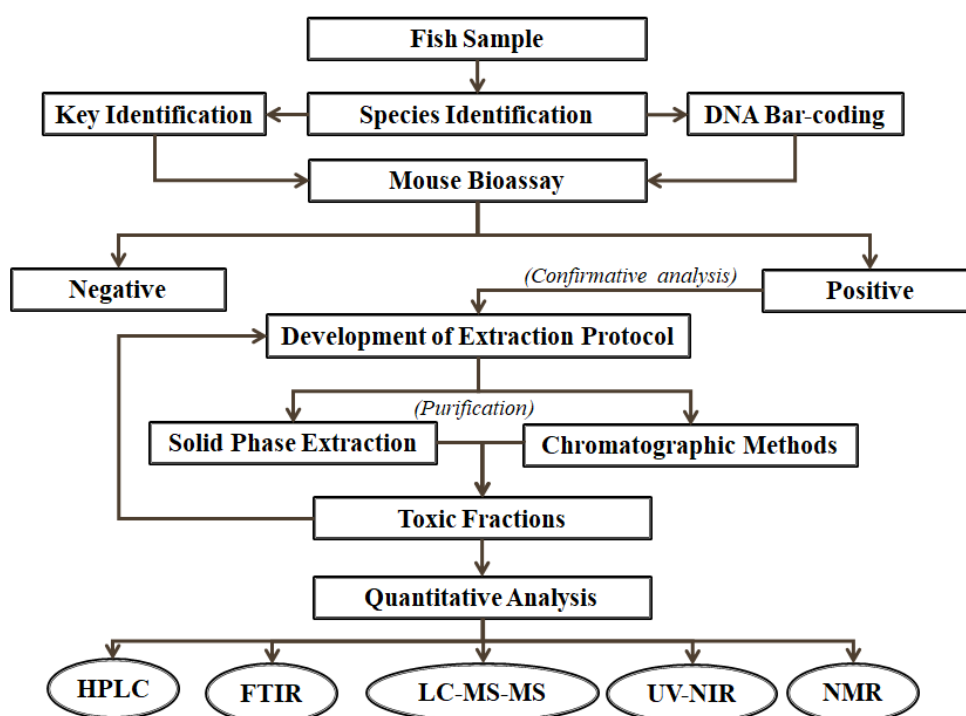 Fish Sample
Key Identification
Species Identification
DNA Bar-coding
Mouse Bioassay
Negative
(Confirmative analysis)
Positive
Development of Extraction Protocol
(Purification)
Solid Phase Extraction
Chromatographic Methods
Toxic Fractions
Quantitative Analysis
HPLC
FTIR
LC-MS-MS
UV-NIR
NMR